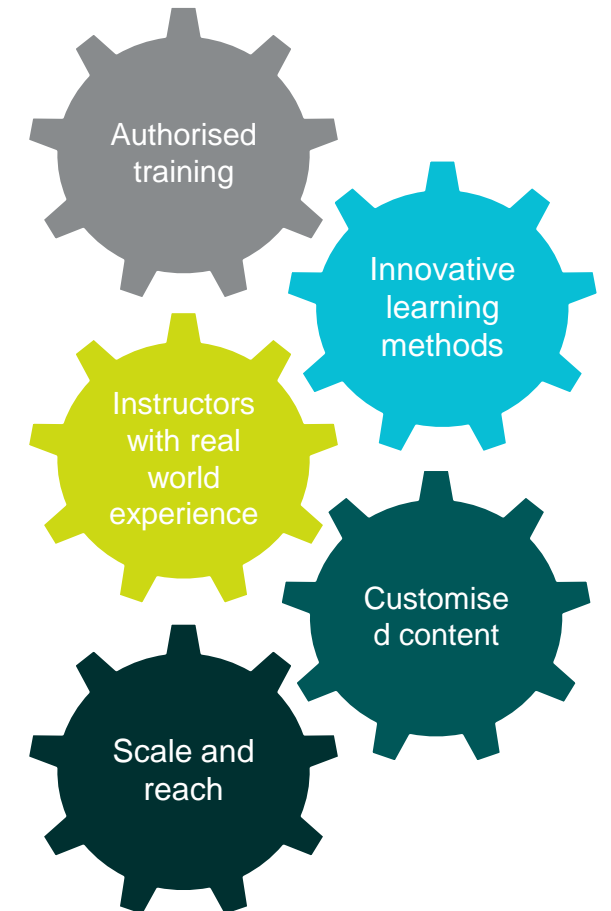 Authorised
training
Innovative
learning
methods
Instructors
with real
world
experience
Customise
d content
Scale and
reach